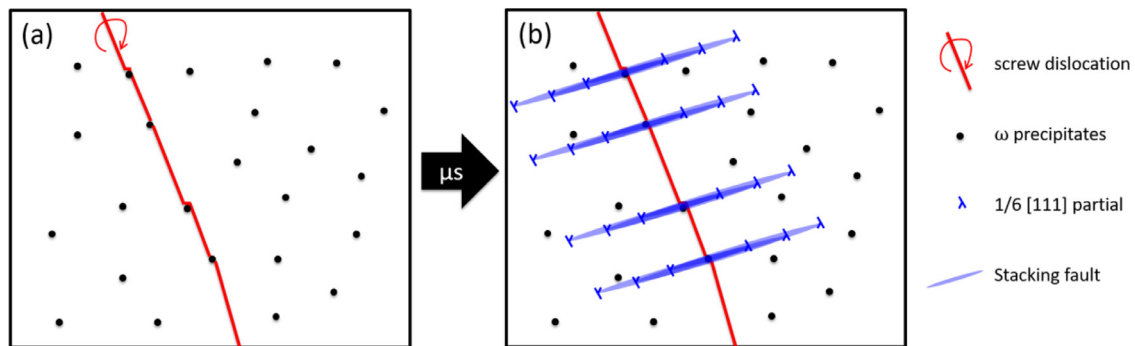 (a)
(b)
μs
screw dislocation
ω precipitates
1/6 [111] partial
Stacking fault